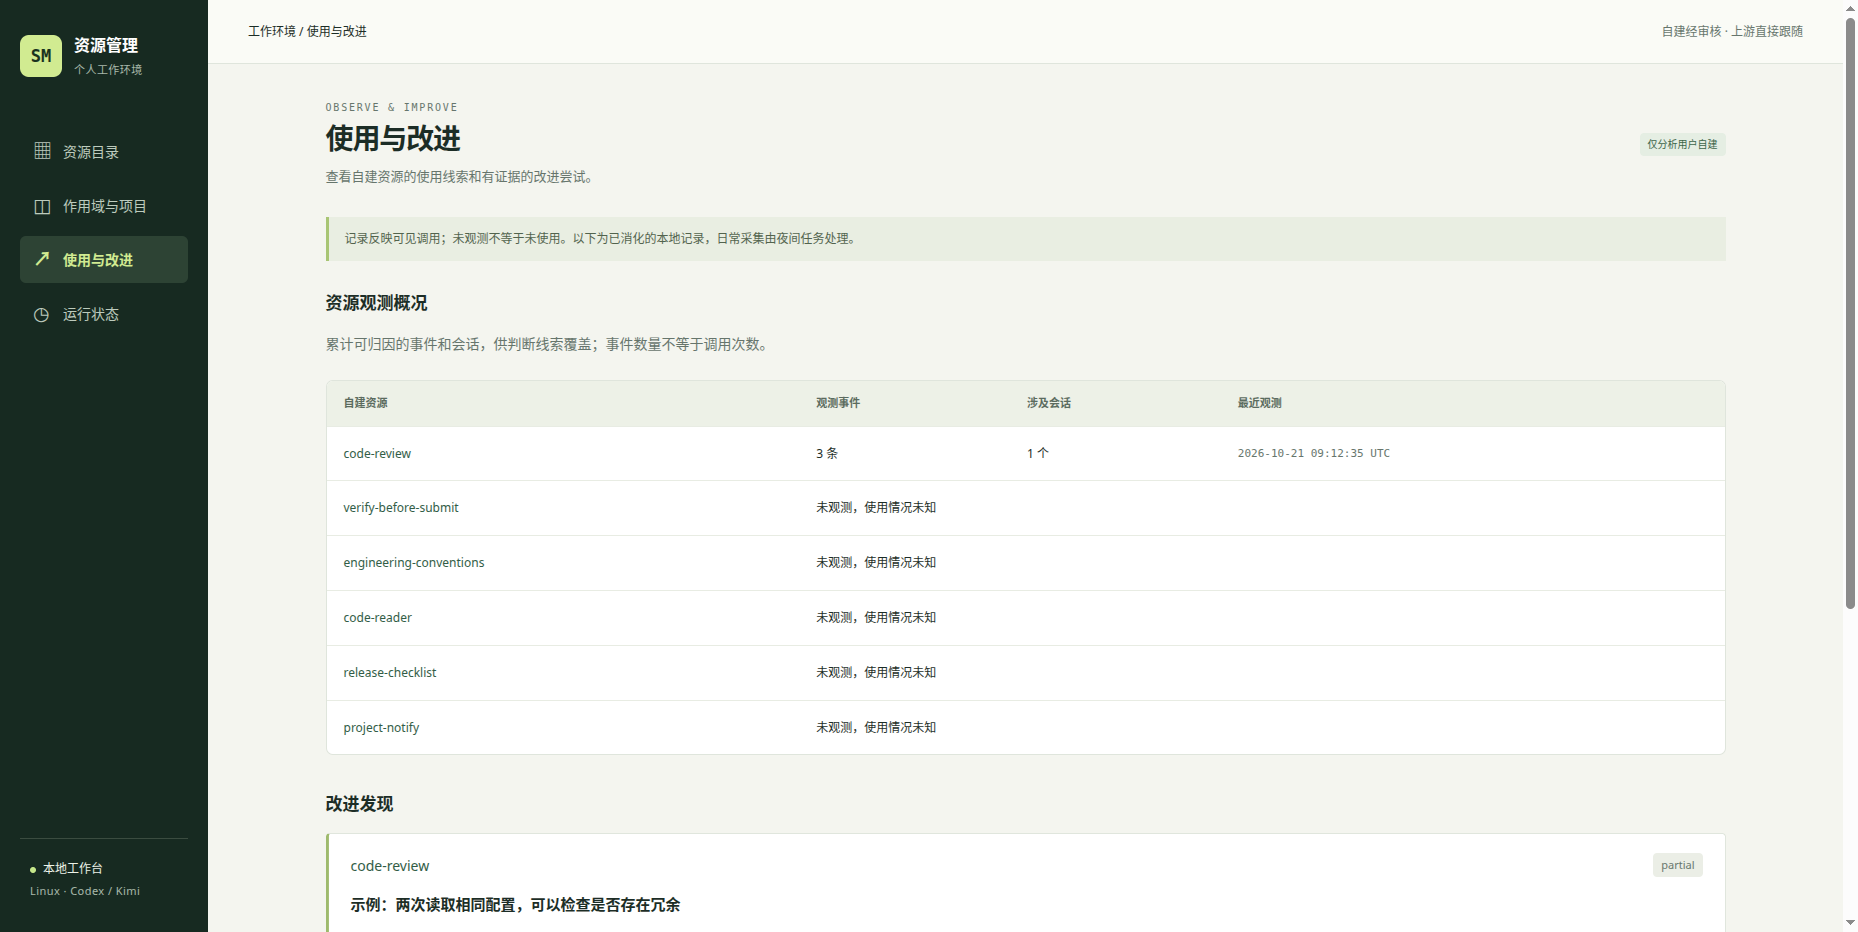 SM
资源管理
个人工作环境
资源目录
作用域与项目
使用与改进
运行状态
本地工作台
Linux · Codex / Kimi
工作环境 / 使用与改进
自建经审核 · 上游直接跟随
OBSERVE & IMPROVE
使用与改进
仅分析用户自建
查看自建资源的使用线索和有证据的改进尝试。
记录反映可见调用；未观测不等于未使用。以下为已消化的本地记录，日常采集由夜间任务处理。
资源观测概况
累计可归因的事件和会话，供判断线索覆盖；事件数量不等于调用次数。
自建资源 观测事件 涉及会话 最近观测
code-review 3 条 1 个 2026-10-21 09:12:35 UTC
verify-before-submit 未观测，使用情况未知
engineering-conventions 未观测，使用情况未知
code-reader 未观测，使用情况未知
release-checklist 未观测，使用情况未知
project-notify 未观测，使用情况未知
改进发现
code-review partial
示例：两次读取相同配置，可以检查是否存在冗余